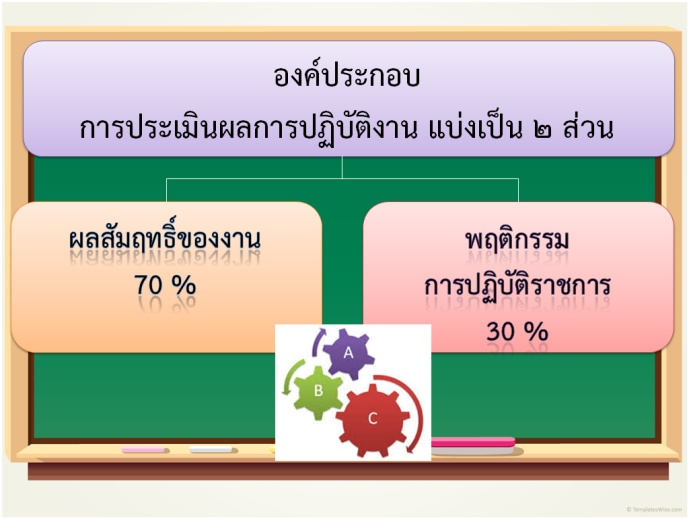 องค์ประกอบ
การประเมินผลการปฏิบัติงาน แบ่งเป็น ๒ ส่วน
ผลสัมฤทธิ์ของงาน
70 %
พฤติกรรม
การปฏิบัติราชการ
30 %
A
B
C
© TemplatesWise.com